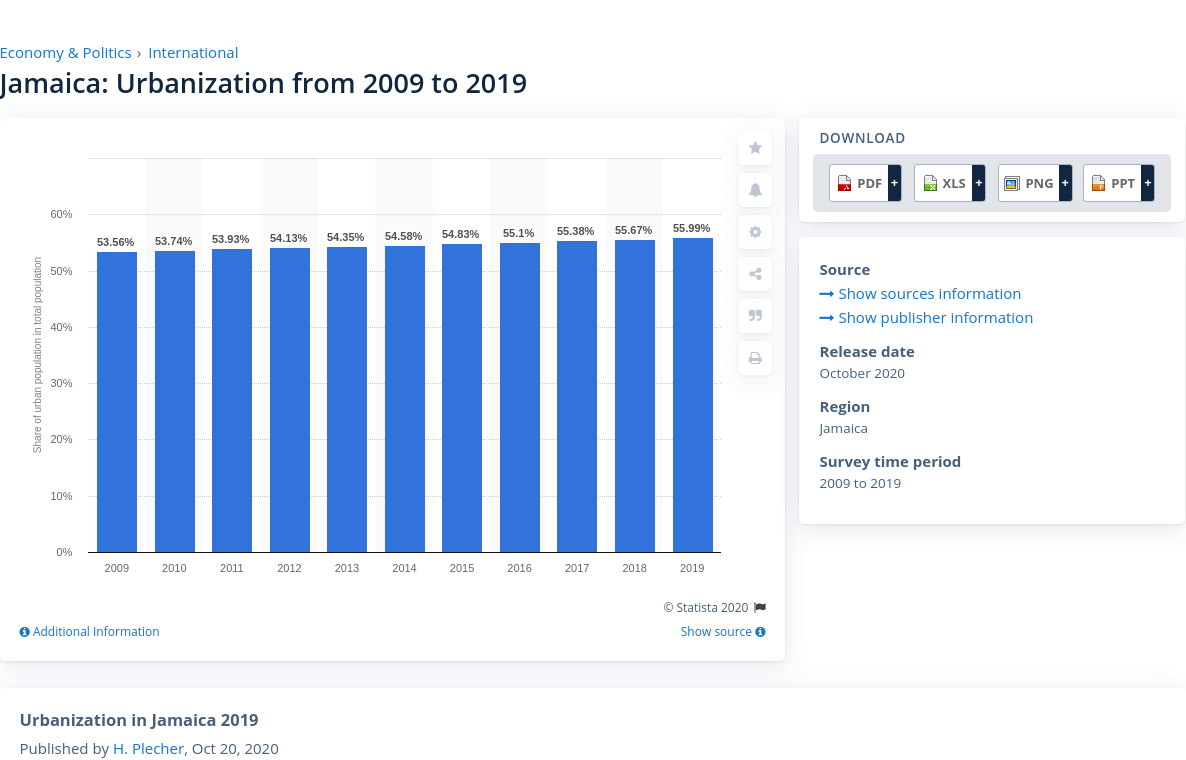 Economy & Politics › International
Jamaica: Urbanization from 2009 to 2019
Share of urban population in total population
60%
50%
40%
30%
20%
10%
0%
53.56% 53.74% 53.93% 54.13% 54.35% 54.58% 54.83% 55.1% 55.38% 55.67% 55.99%
2009 2010 2011 2012 2013 2014 2015 2016 2017 2018 2019
© Statista 2020
Additional Information
Show source
DOWNLOAD
PDF + XLS + PNG + PPT +
Source
Show sources information
Show publisher information
Release date
October 2020
Region
Jamaica
Survey time period
2009 to 2019
Urbanization in Jamaica 2019
Published by H. Plecher, Oct 20, 2020